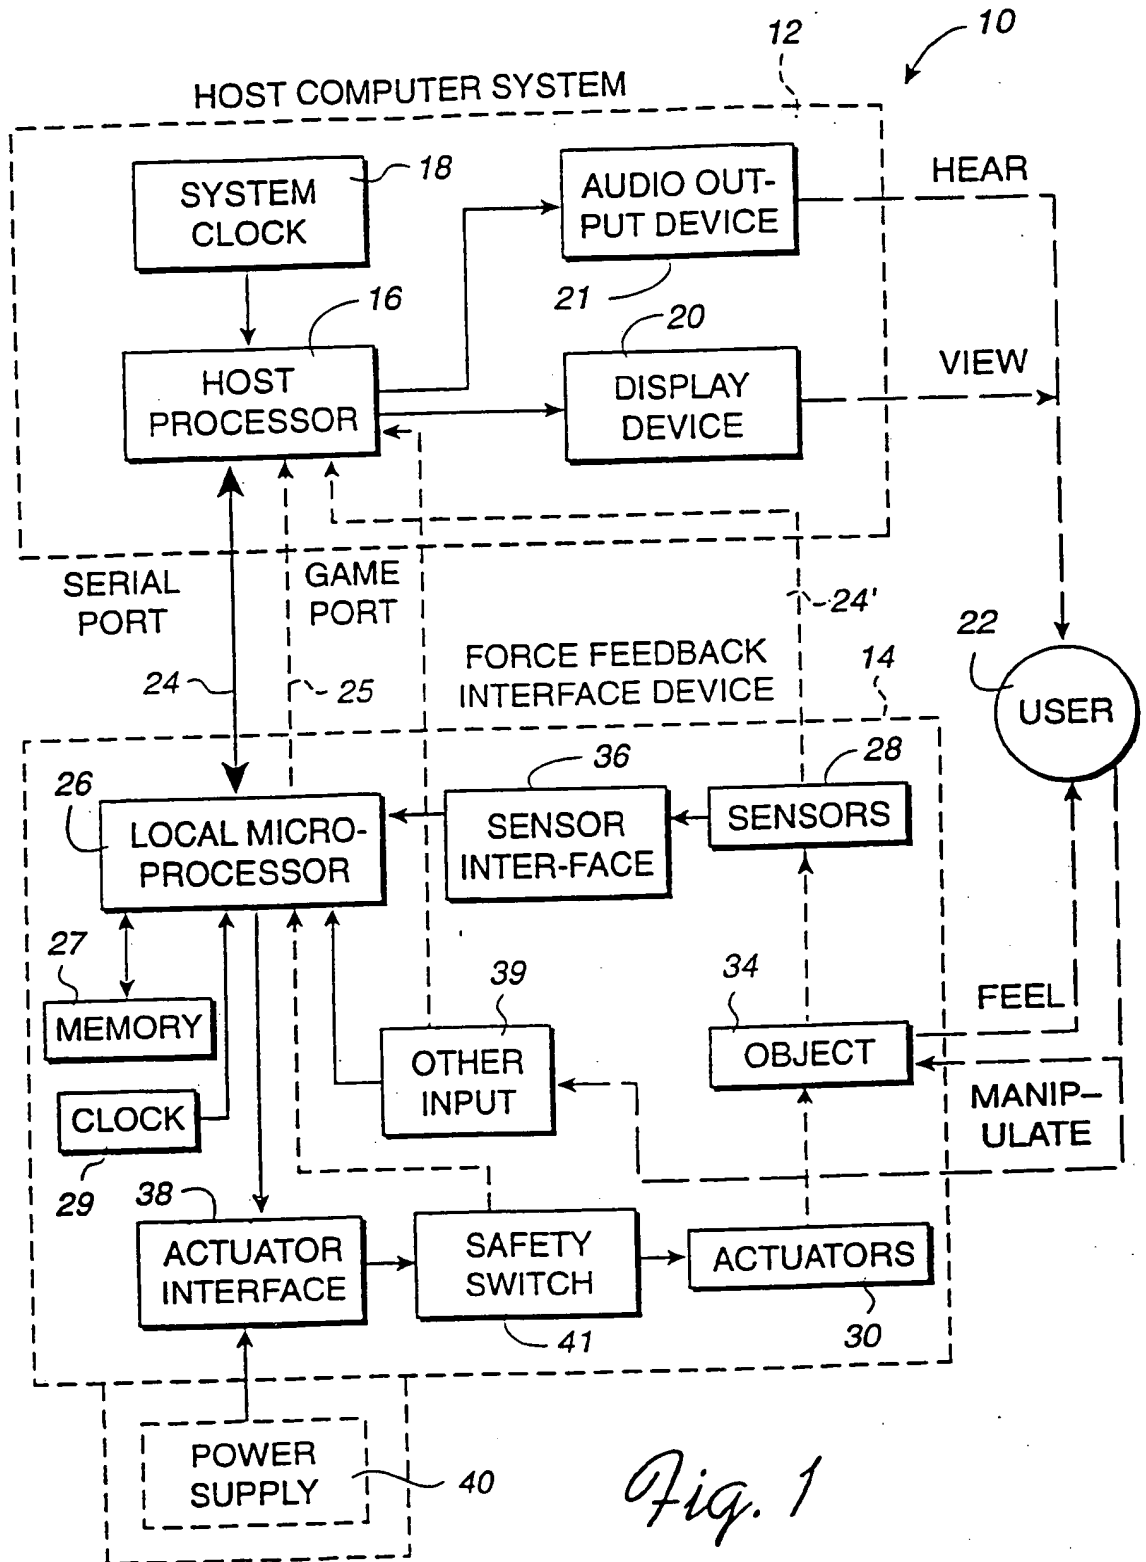 10
12
HOST COMPUTER SYSTEM
SYSTEM
CLOCK
18
AUDIO OUT-
PUT DEVICE
21
HEAR
16
20
HOST
PROCESSOR
DISPLAY
DEVICE
VIEW
SERIAL
PORT
GAME
PORT
24'
24
25
FORCE FEEDBACK
INTERFACE DEVICE
14
22
USER
26
LOCAL MICRO-
PROCESSOR
36
SENSOR
INTER-FACE
28
SENSORS
27
MEMORY
39
OTHER
INPUT
34
OBJECT
FEEL
MANIP-
ULATE
CLOCK
29
38
ACTUATOR
INTERFACE
SAFETY
SWITCH
41
ACTUATORS
30
POWER
SUPPLY
40
Fig. 1